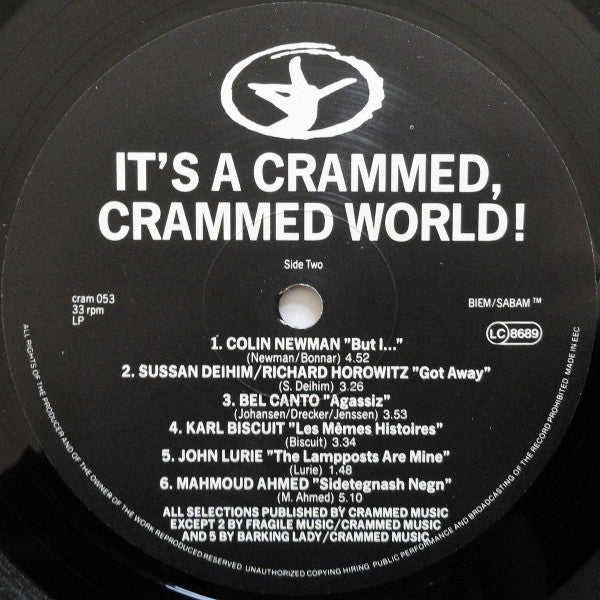 IT'S A CRAMMED,
CRAMMED WORLD!
Side Two
cram 053
33 rpm
LP
BIEM/SABAM™
LC 8689
1. COLIN NEWMAN "But I..."
(Newman/Bonnar) 4.52
2. SUSSAN DEIHIM/RICHARD HOROWITZ "Got Away"
(S. Deihim) 3.26
3. BEL CANTO "Agassiz"
(Johansen/Drecker/Jenssen) 3.53
4. KARL BISCUIT "Les Mêmes Histoires"
(Biscuit) 3.34
5. JOHN LURIE "The Lampposts Are Mine"
(Lurie) 1.48
6. MAHMOUD AHMED "Sidetegnash Negn"
(M. Ahmed) 5.10
ALL SELECTIONS PUBLISHED BY CRAMMED MUSIC
EXCEPT 2 BY FRAGILE MUSIC/CRAMMED MUSIC
AND 5 BY BARKING LADY/CRAMMED MUSIC.
ALL RIGHTS OF THE PRODUCER AND OF THE OWNER OF THE WORK REPRODUCED RESERVED UNAUTHORIZED COPYING HIRING PUBLIC PERFORMANCE AND BROADCASTING OF THE RECORD PROHIBITED. MADE IN EEC